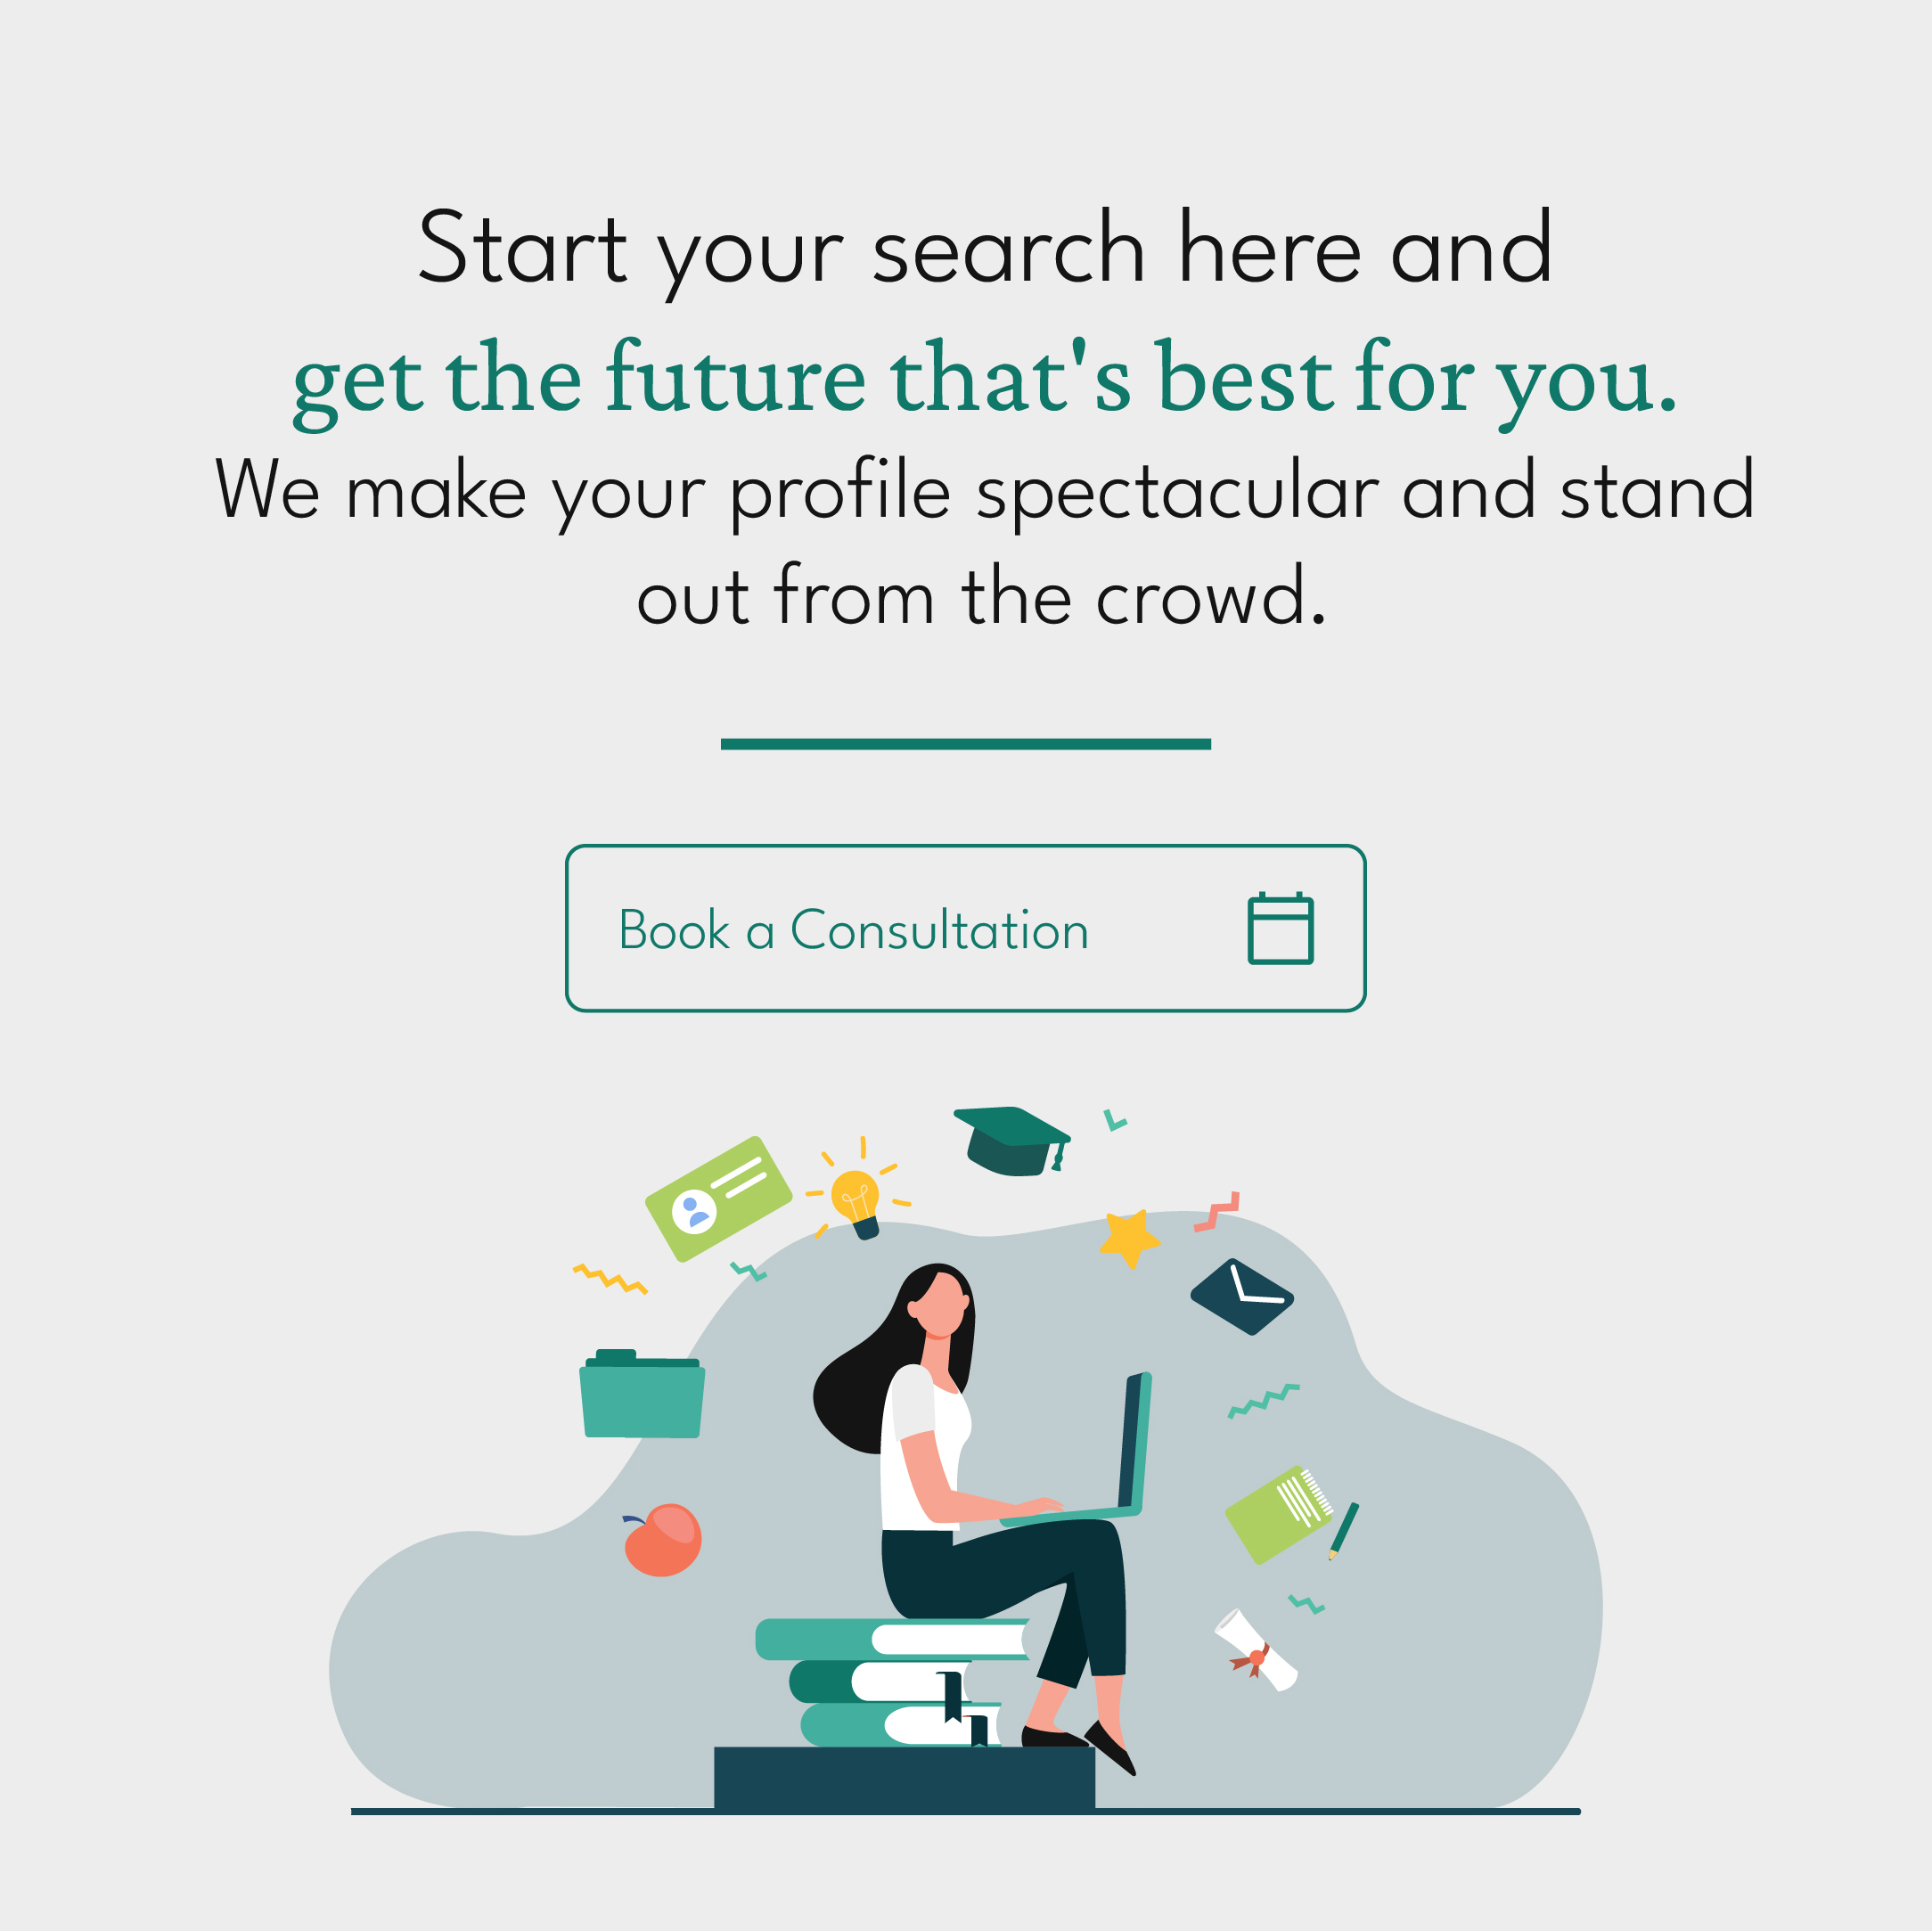 Start your search here and
get the future that's best for you.
We make your profile spectacular and stand
out from the crowd.
Book a Consultation